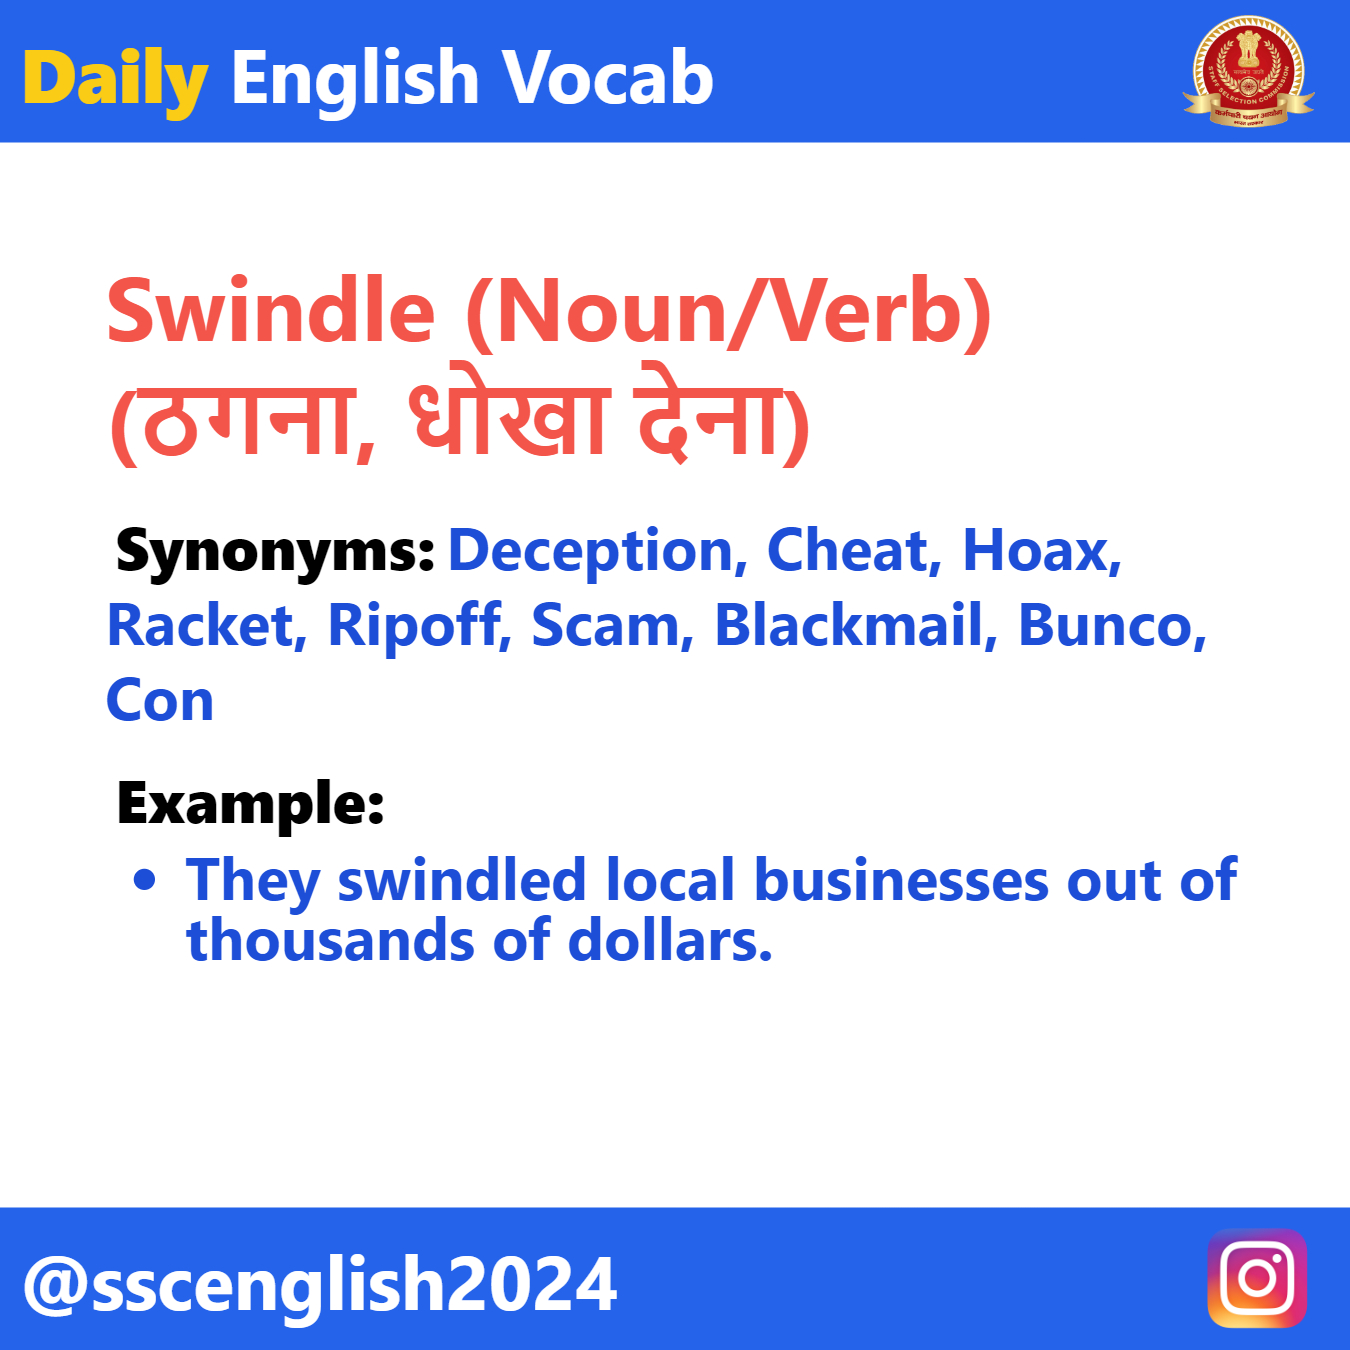 Daily English Vocab
STAFF SELECTION COMMISSION
Swindle (Noun/Verb)
(ठगना, धोखा देना)
Synonyms: Deception, Cheat, Hoax,
Racket, Ripoff, Scam, Blackmail, Bunco,
Con
Example:
• They swindled local businesses out of
thousands of dollars.
@sscenglish2024